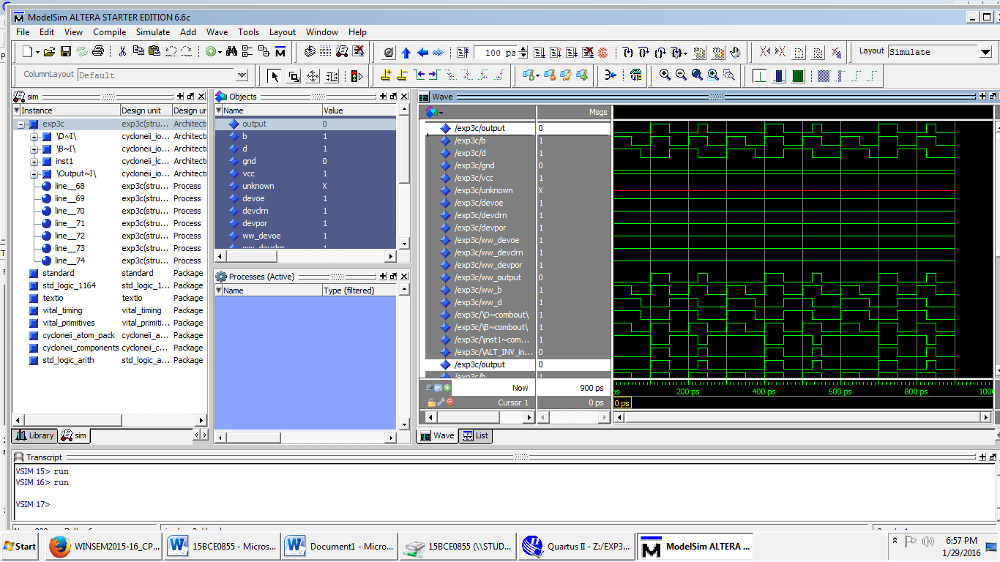 ModelSim ALTERA STARTER EDITION 6.6c
File Edit View Compile Simulate Add Wave Tools Layout Window Help
100 ps
Layout Simulate
ColumnLayout Default
sim
Instance Design unit Design ur
exp3c exp3c(stru... Architectu
\D~I\ cycloneii_io... Architectu
\B~I\ cycloneii_io... Architectu
inst1 cycloneii_lc... Architectu
\Output~I\ cycloneii_io... Architectu
line__68 exp3c(stru... Process
line__69 exp3c(stru... Process
line__70 exp3c(stru... Process
line__71 exp3c(stru... Process
line__72 exp3c(stru... Process
line__73 exp3c(stru... Process
line__74 exp3c(stru... Process
standard standard Package
std_logic_1164 std_logic_1... Package
textio textio Package
vital_timing vital_timing Package
vital_primitives vital_primiti... Package
cycloneii_atom_pack cycloneii_a... Package
cycloneii_components cycloneii_c... Package
std_logic_arith std_logic_a... Package
Library sim
Objects
Name Value
output 0
b 1
d 1
gnd 0
vcc 1
unknown X
devoe 1
devclrn 1
devpor 1
ww_devoe 1
ww_devclrn 1
Processes (Active)
Name Type (filtered)
Wave
Msgs
/exp3c/output 0
/exp3c/b 1
/exp3c/d 1
/exp3c/gnd 0
/exp3c/vcc 1
/exp3c/unknown X
/exp3c/devoe 1
/exp3c/devclrn 1
/exp3c/devpor 1
/exp3c/ww_devoe 1
/exp3c/ww_devclrn 1
/exp3c/ww_devpor 1
/exp3c/ww_output 0
/exp3c/ww_b 1
/exp3c/ww_d 1
/exp3c/\D~combout\ 1
/exp3c/\B~combout\ 1
/exp3c/\inst1~com... 1
/exp3c/\ALT_INV_in... 0
/exp3c/output 0
/exp3c/b 1
Now 900 ps
Cursor 1 0 ps
ps 200 ps 400 ps 600 ps 800 ps 1000
0 ps
Wave List
Transcript
VSIM 15> run
VSIM 16> run
VSIM 17>
Start WINSEM2015-16_CP... 15BCE0855 - Micros... Document1 - Micro... 15BCE0855 (\\STUD... Quartus II - Z:/EXP3... ModelSim ALTERA ...
6:57 PM
1/29/2016